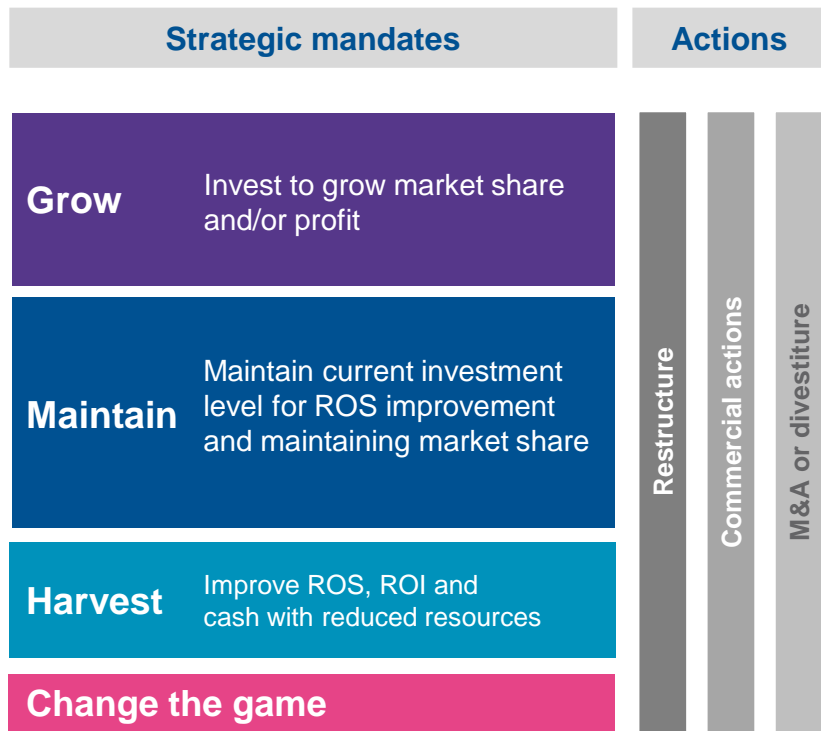 Strategic mandates
Actions
Grow
Invest to grow market share
and/or profit
Maintain
Maintain current investment
level for ROS improvement
and maintaining market share
Harvest
Improve ROS, ROI and
cash with reduced resources
Change the game
Restructure
Commercial actions
M&A or divestiture